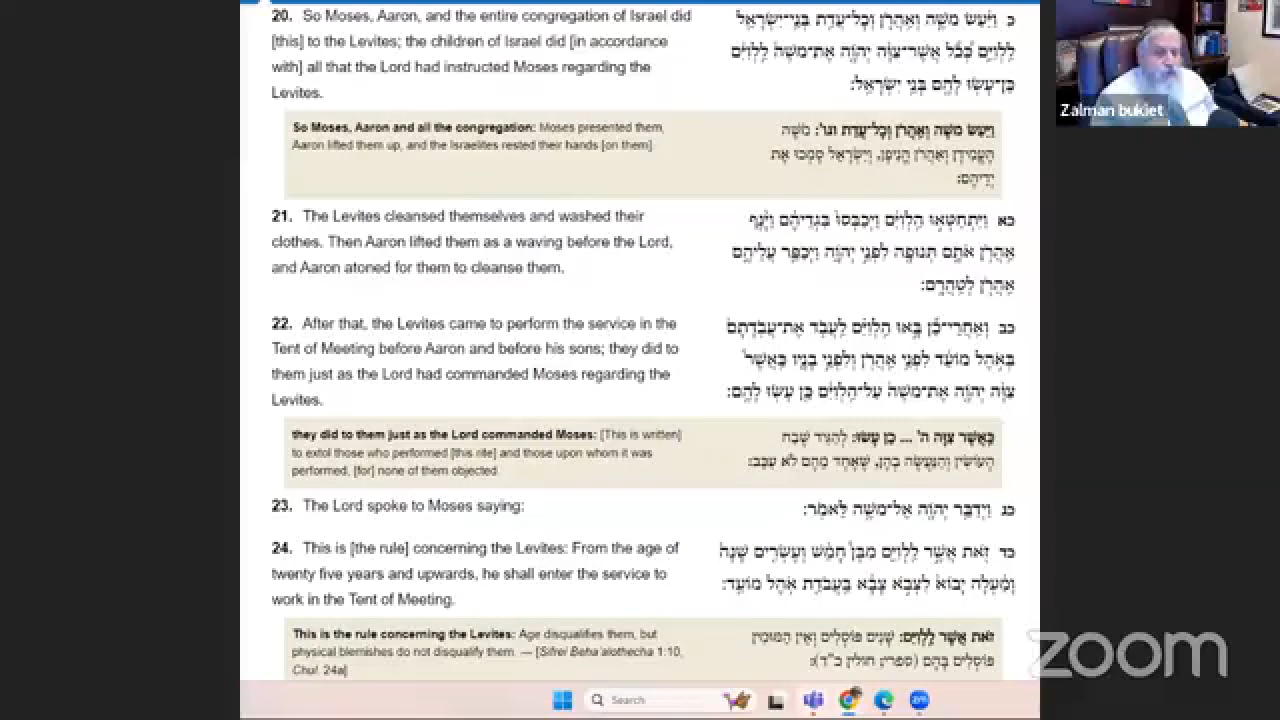 20. So Moses, Aaron, and the entire congregation of Israel did
[this] to the Levites; the children of Israel did [in accordance
with] all that the Lord had instructed Moses regarding the
Levites.
כ וַיַּ֨עַשׂ מֹשֶׁ֧ה וְאַֽהֲרֹ֛ן וְכָל־עֲדַ֥ת בְּנֵֽי־יִשְׂרָאֵ֖ל
לַֽלְוִיִּ֑ם כְּ֠כֹ֠ל אֲשֶׁר־צִוָּ֨ה יְהֹוָ֤ה אֶת־משֶׁה֙ לַֽלְוִיִּ֔ם
כֵּן־עָשׂ֥וּ לָהֶ֖ם בְּנֵ֥י יִשְׂרָאֵֽל:
So Moses, Aaron and all the congregation: Moses presented them,
Aaron lifted them up, and the Israelites rested their hands [on them].
וַיַּעַשׂ מֹשֶׁה וְאַהֲרֹן וְכָל־עֲדַת וגו': מֹשֶׁה
הֶעֱמִידָן וְאַהֲרֹן הֱנִיפָן, וְיִשְׂרָאֵל סָמְכוּ אֶת
יְדֵיהֶם:
21. The Levites cleansed themselves and washed their
clothes. Then Aaron lifted them as a waving before the Lord,
and Aaron atoned for them to cleanse them.
כא וַיִּתְחַטְּא֣וּ הַֽלְוִיִּ֗ם וַיְכַבְּסוּ֙ בִּגְדֵיהֶ֔ם וַיָּ֨נֶף
אַֽהֲרֹ֥ן אֹתָ֛ם תְּנוּפָ֖ה לִפְנֵ֣י יְהֹוָ֑ה וַיְכַפֵּ֧ר עֲלֵיהֶ֛ם
אַֽהֲרֹ֖ן לְטַֽהֲרָֽם:
22. After that, the Levites came to perform the service in the
Tent of Meeting before Aaron and before his sons; they did to
them just as the Lord had commanded Moses regarding the
Levites.
כב וְאַֽחֲרֵי־כֵ֞ן בָּ֣אוּ הַֽלְוִיִּ֗ם לַֽעֲבֹ֤ד אֶת־עֲבֹֽדָתָם֙
בְּאֹ֣הֶל מוֹעֵ֔ד לִפְנֵ֥י אַֽהֲרֹ֖ן וְלִפְנֵ֣י בָנָ֑יו כַּֽאֲשֶׁר֩
צִוָּ֨ה יְהֹוָ֤ה אֶת־משֶׁה֙ עַל־הַֽלְוִיִּ֔ם כֵּ֖ן עָשׂ֥וּ לָהֶֽם:
they did to them just as the Lord commanded Moses: [This is written]
to extol those who performed [this rite] and those upon whom it was
performed, [for] none of them objected.
כַּאֲשֶׁר צִוָּה ה' ... כֵּן עָשׂוּ: לְהַגִּיד שֶׁבַח
הָעוֹשִׂין וְהַנַּעֲשֶׂה בָהֶן, שֶׁאֶחָד מֵהֶם לֹא עִכֵּב:
23. The Lord spoke to Moses saying:
כג וַיְדַבֵּ֥ר יְהֹוָ֖ה אֶל־משֶׁ֥ה לֵּאמֹֽר:
24. This is [the rule] concerning the Levites: From the age of
twenty five years and upwards, he shall enter the service to
work in the Tent of Meeting.
כד זֹ֖את אֲשֶׁ֣ר לַֽלְוִיִּ֑ם מִבֶּן֩ חָמֵ֨שׁ וְעֶשְׂרִ֤ים שָׁנָה֙
וָמַ֔עְלָה יָבוֹא֙ לִצְבֹ֣א צָבָ֔א בַּֽעֲבֹדַ֖ת אֹ֥הֶל מוֹעֵֽד:
This is the rule concerning the Levites: Age disqualifies them, but
physical blemishes do not disqualify them. — [Sifrei Beha'alothecha 1:10,
Chul. 24a]
זֹאת אֲשֶׁר לַלְוִיִּם: שָׁנִים פּוֹסְלִים וְאֵין הַמּוּמִין
פּוֹסְלִים בָּהֶם (ספרי; חולין כ"ד):
Zalman bukiet
zoom
Search